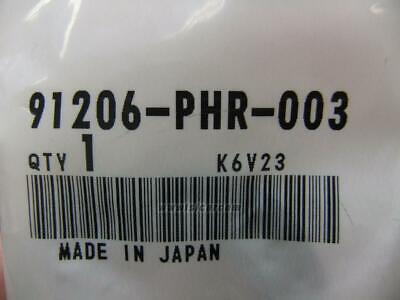 91206-PHR-003
QTY 1 K6V23
MADE IN JAPAN